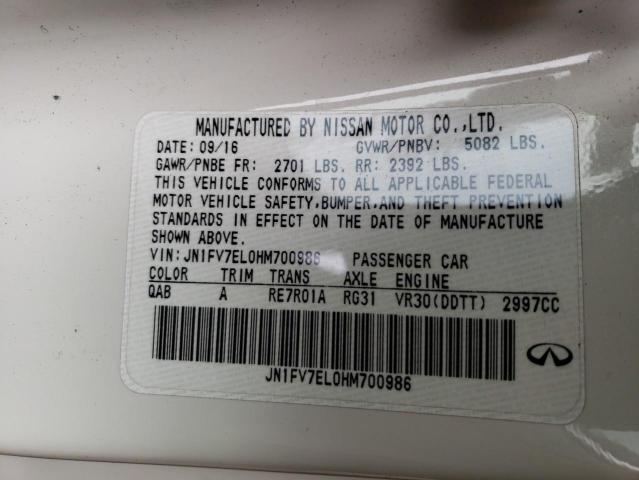 MANUFACTURED BY NISSAN MOTOR CO.,LTD.
DATE: 09/16 GVWR/PNBV: 5082 LBS.
GAWR/PNBE FR: 2701 LBS. RR: 2392 LBS.
THIS VEHICLE CONFORMS TO ALL APPLICABLE FEDERAL
MOTOR VEHICLE SAFETY,BUMPER,AND THEFT PREVENTION
STANDARDS IN EFFECT ON THE DATE OF MANUFACTURE
SHOWN ABOVE.
VIN:JN1FV7EL0HM700986 PASSENGER CAR
COLOR TRIM TRANS AXLE ENGINE
QAB A RE7R01A RG31 VR30(DDTT) 2997CC
JN1FV7EL0HM700986